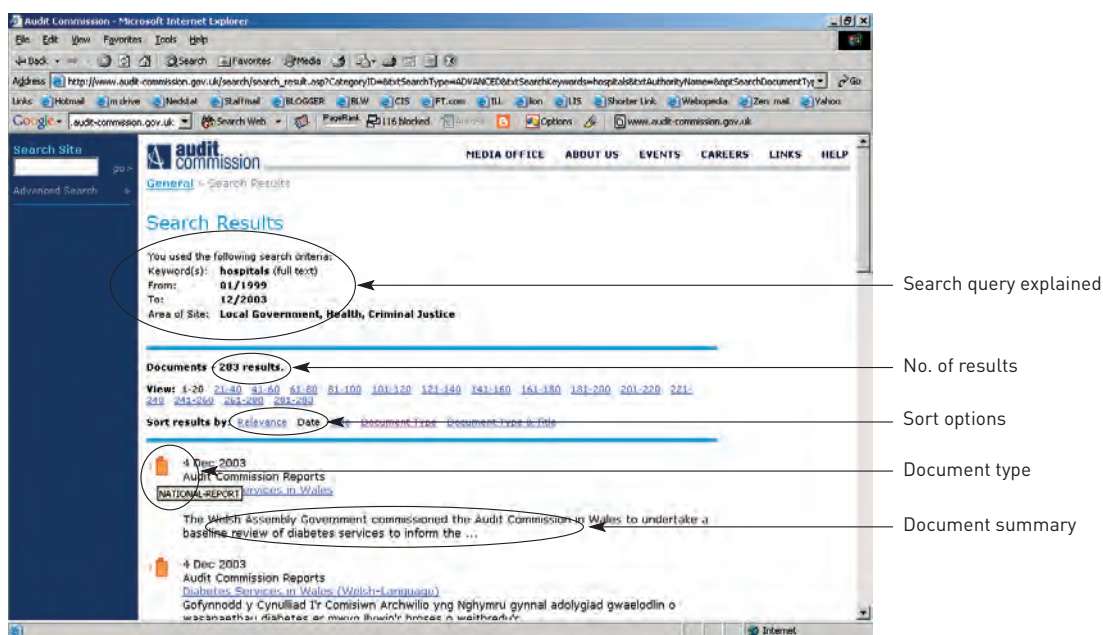 Audit Commission - Microsoft Internet Explorer
File Edit View Favorites Tools Help
Back Search Favorites Media
Address http://www.audit-commission.gov.uk/search/search_result.asp?CategoryID=&txtSearchType=ADVANCED&txtSearchKeywords=hospitals&txtAuthorityName=&optSearchDocumentTyp Go
Links Hotmail m drive Necktat Staffmail BLOGGER BLW CIS FT.com ILL lion LIS Shorter Link Webopedia Zen mail Yahoo
Google audit-commission.gov.uk Search Web PageRank 116 blocked Options www.audit-commission.gov.uk
Search Site
go >
Advanced Search >
audit commission
MEDIA OFFICE ABOUT US EVENTS CAREERS LINKS HELP
General > Search Results
Search Results
You used the following search criteria:
Keyword(s): hospitals (full text)
From: 01/1999
To: 12/2003
Area of Site: Local Government, Health, Criminal Justice
Search query explained
Documents - 283 results.
No. of results
View: 1-20 21-40 41-60 61-80 81-100 101-120 121-140 141-160 161-180 181-200 201-220 221-
240 241-260 261-280 281-283
Sort results by: Relevance Date Document Type Document Type & Title
Sort options
4 Dec 2003
Audit Commission Reports
Services in Wales
NATIONAL-REPORT
Document type
The Welsh Assembly Government commissioned the Audit Commission in Wales to undertake a
baseline review of diabetes services to inform the ...
Document summary
4 Dec 2003
Audit Commission Reports
Diabetes Services in Wales (Welsh-Language)
Gofynnodd y Cynulliad I'r Comisiwn Archwilio yng Nghymru gynnal adolygiad gwaelodlin o
wasanaethau diabetes er mwyn
Internet